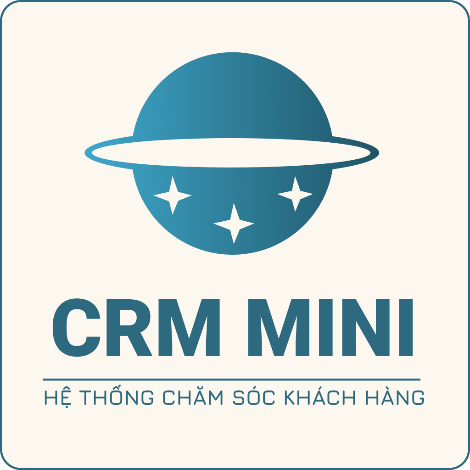 CRM MINI
HỆ THỐNG CHĂM SÓC KHÁCH HÀNG